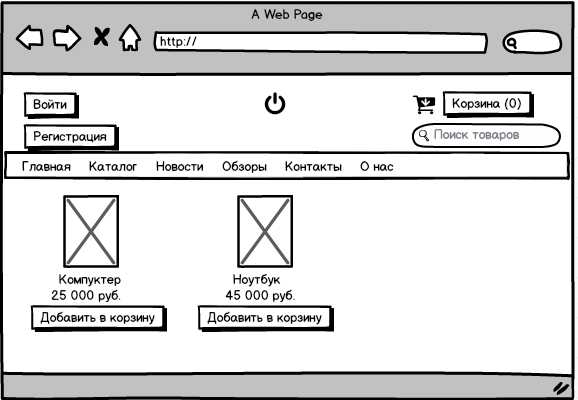 A Web Page
http://
Войти
Корзина (0)
Регистрация
Поиск товаров
Главная Каталог Новости Обзоры Контакты О нас
Компуктер Ноутбук
25 000 руб. 45 000 руб.
Добавить в корзину Добавить в корзину